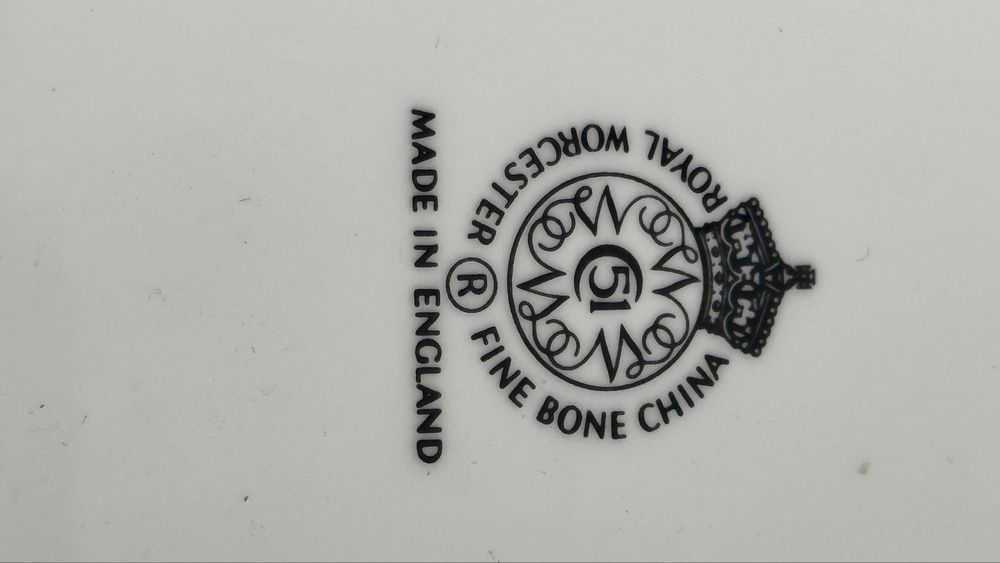 ROYAL WORCESTER ® FINE BONE CHINA
51
MADE IN ENGLAND